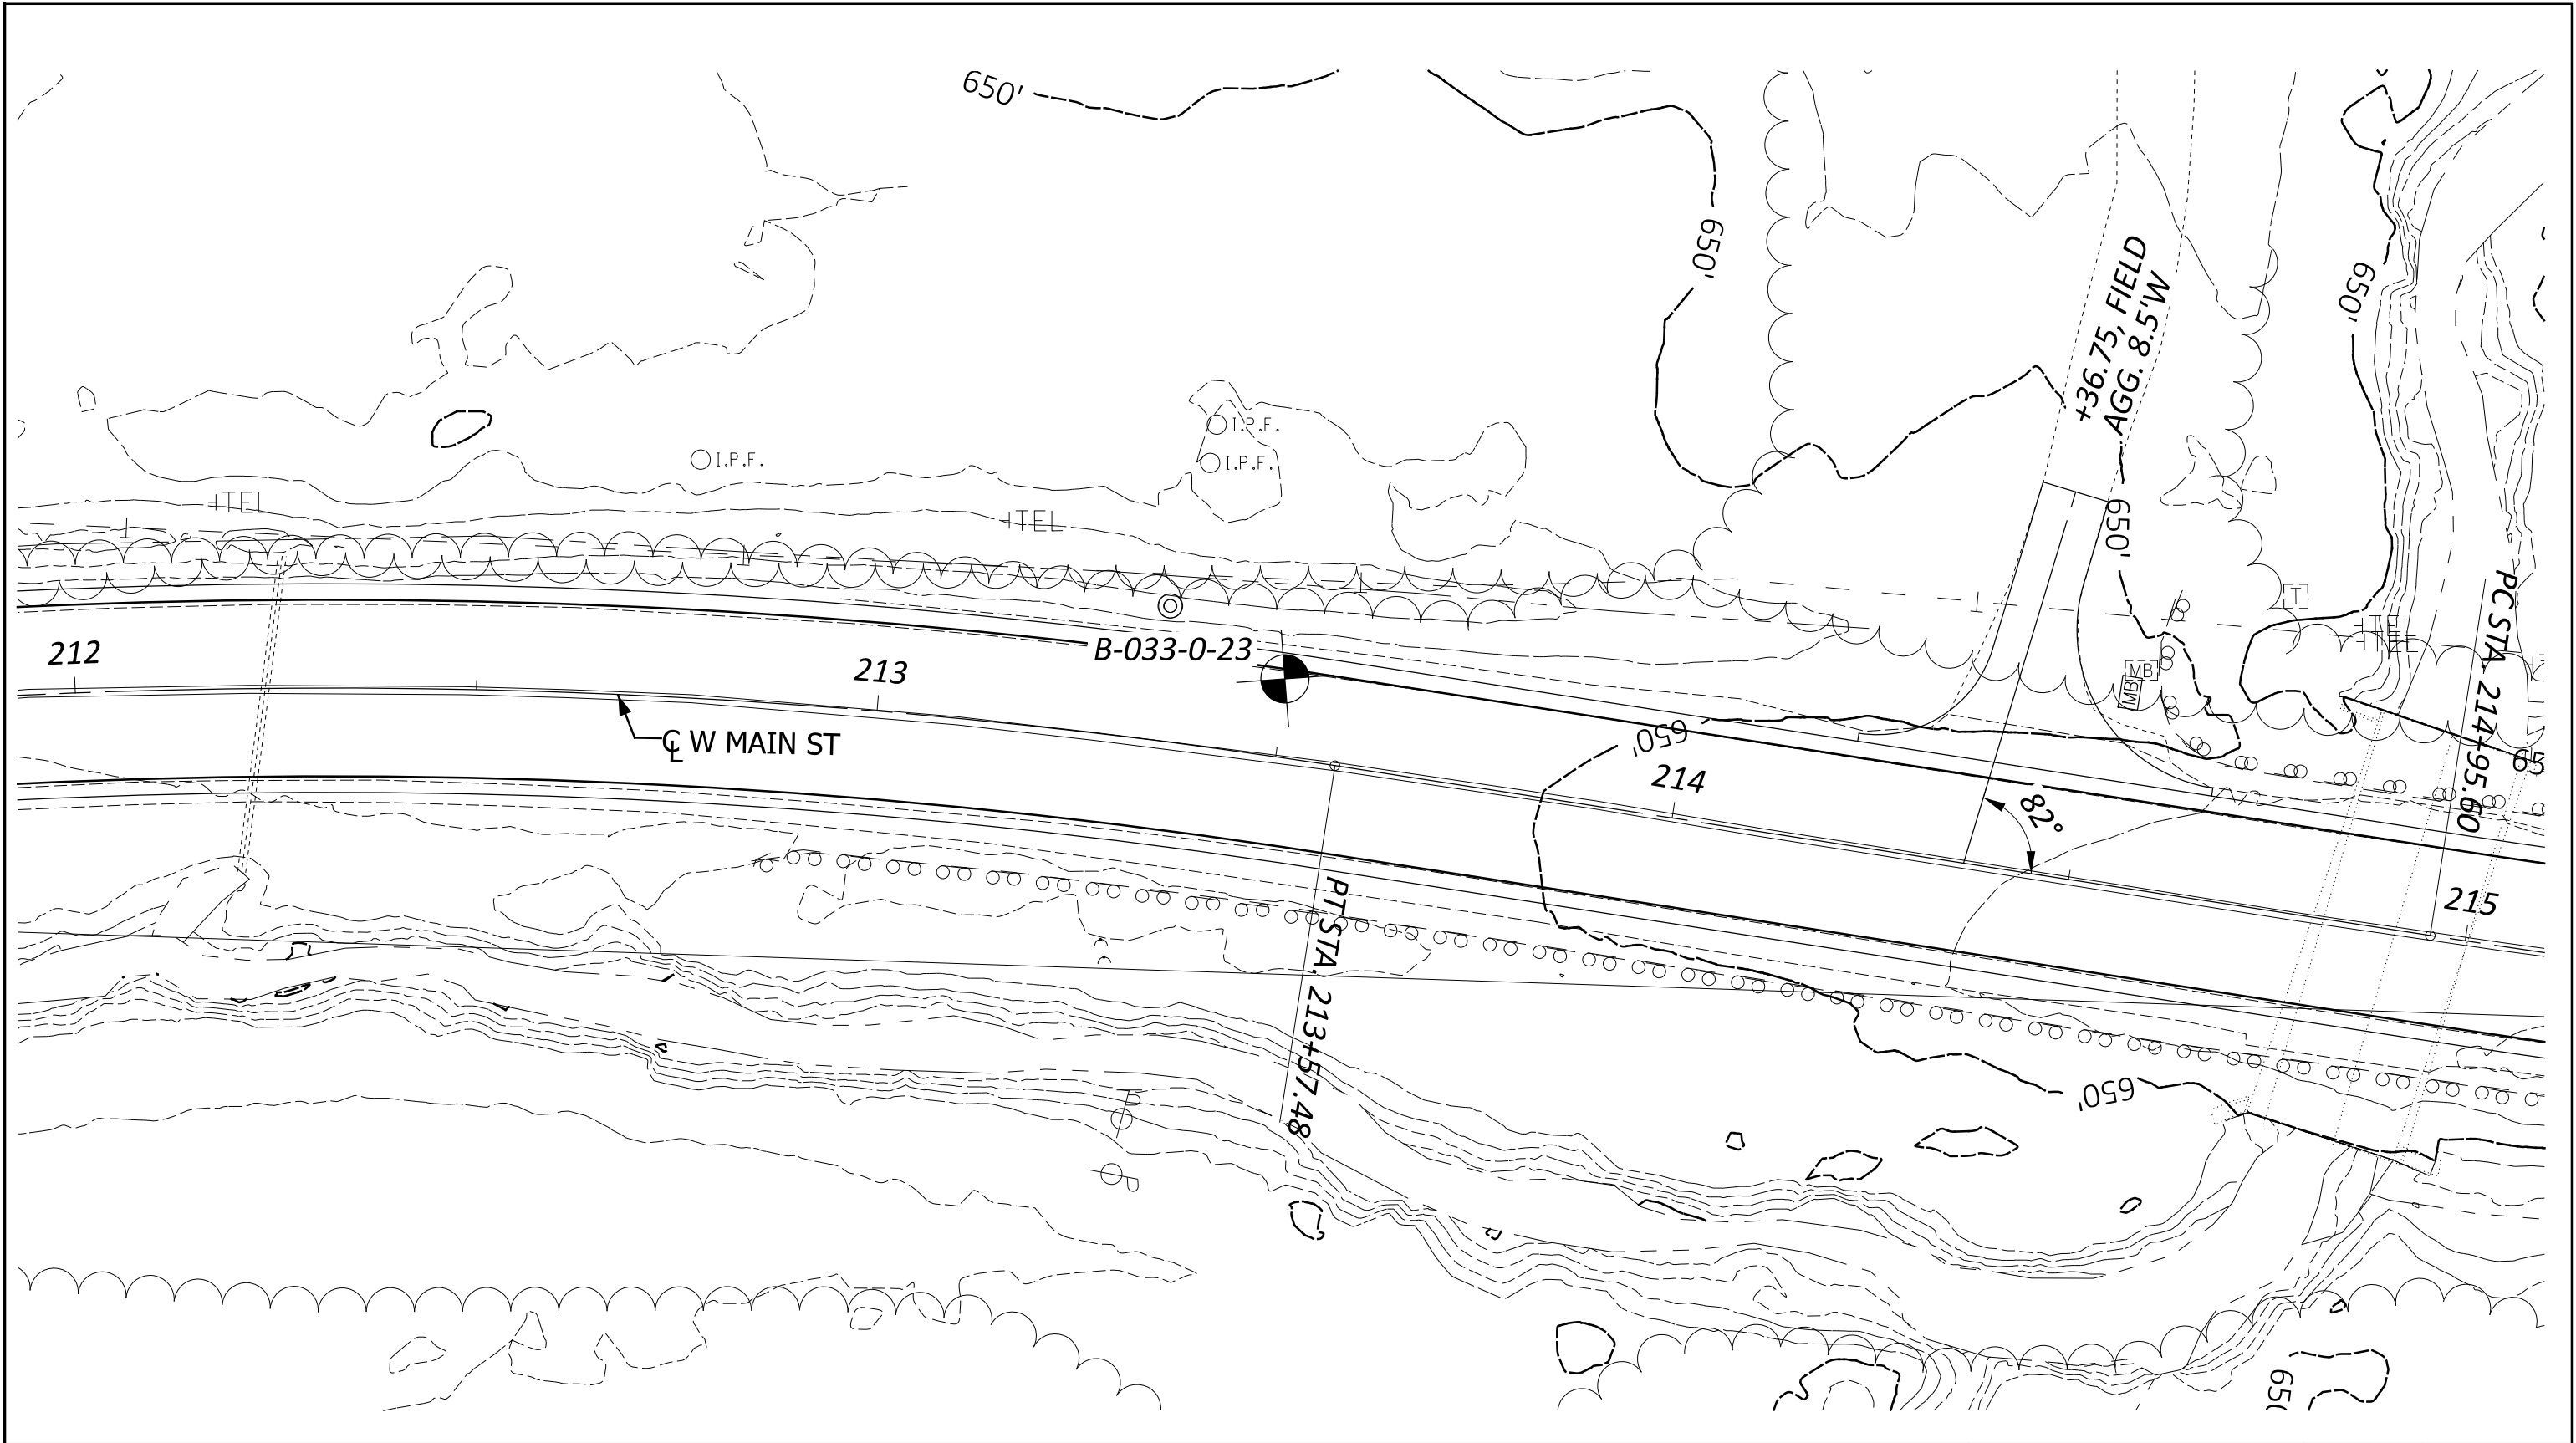 650'
650'
+36.75, FIELD
AGG. 8.5'W
650'
I.P.F.
I.P.F.
I.P.F.
TEL
TEL
650'
T
TEL
PC STA. 214+95.60
B-033-0-23
212
213
MB
MB
℄ W MAIN ST
650'
214
65
82°
215
PT STA. 213+57.48
650'
P
P
650